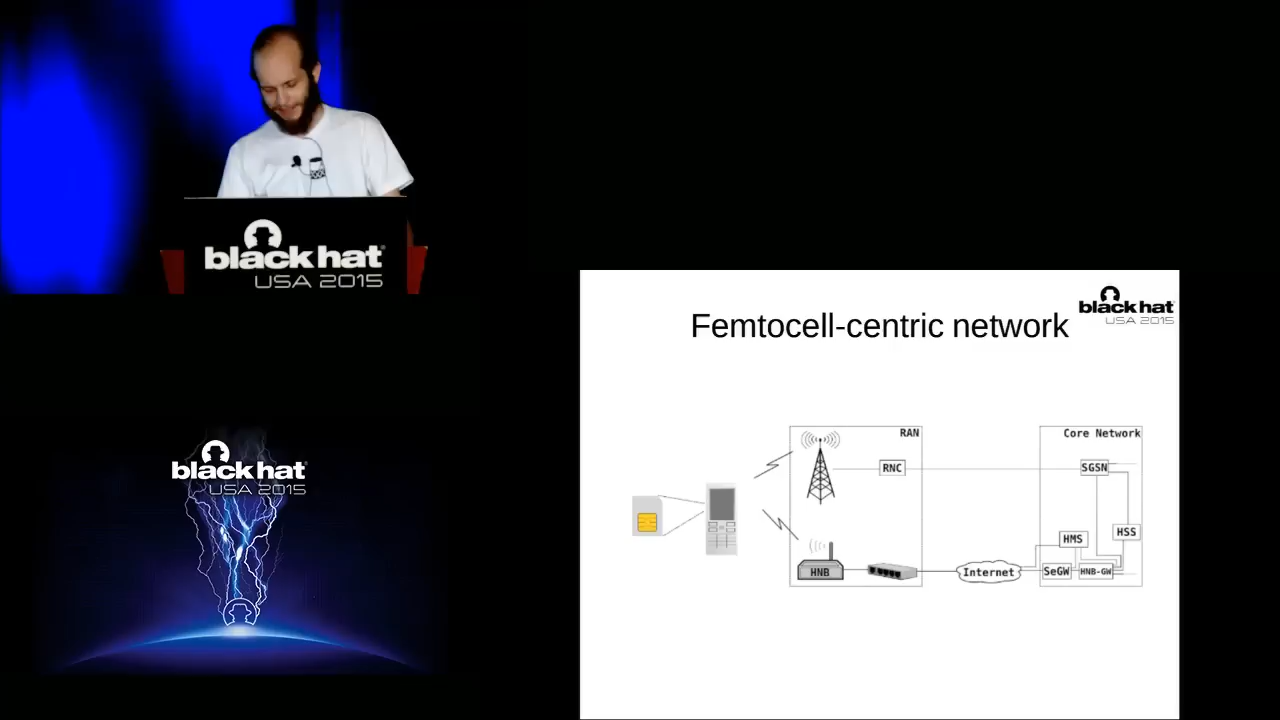 black hat
USA 2015
black hat
USA 2015
Femtocell-centric network
black hat
USA 2015
RAN
RNC
HNB
Internet
Core Network
SGSN
HSS
HMS
SeGW
HNB-GW